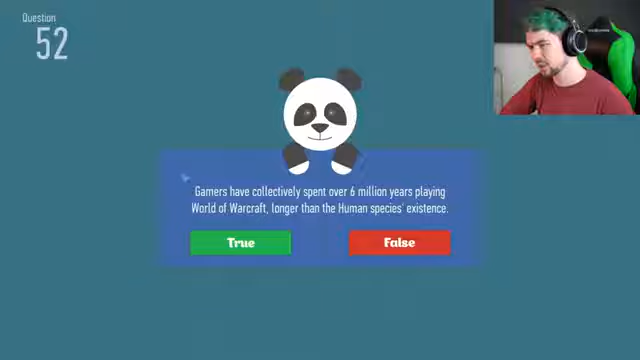 Question
52
Gamers have collectively spent over 6 million years playing
World of Warcraft, longer than the Human species' existence.
True
False